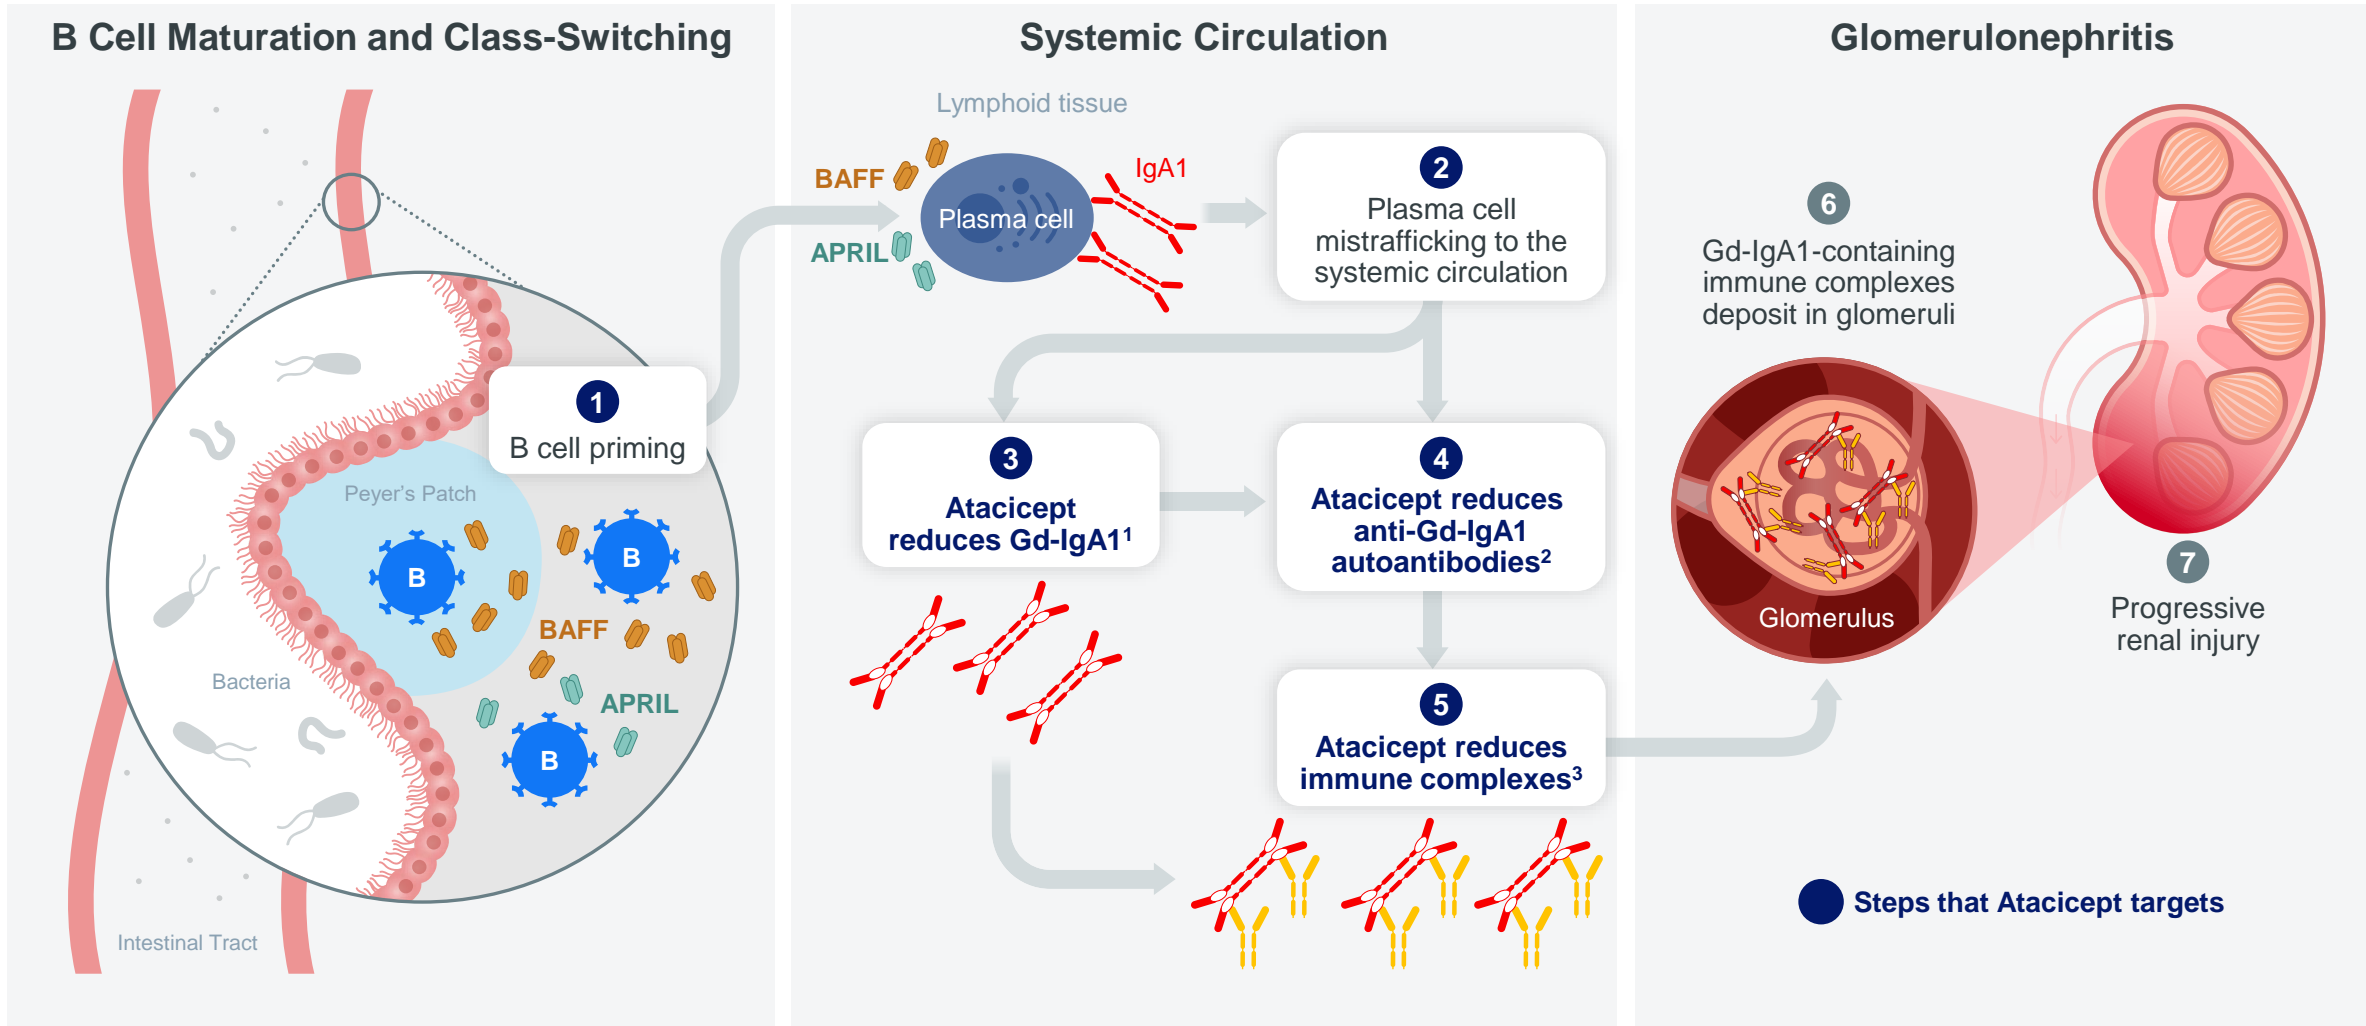 B Cell Maturation and Class-Switching
1
B cell priming
Peyer's Patch
B
B
BAFF
APRIL
B
Bacteria
Intestinal Tract
Systemic Circulation
Lymphoid tissue
BAFF
APRIL
Plasma cell
IgA1
2
Plasma cell
mistrafficking to the
systemic circulation
3
Atacicept
reduces Gd-IgA1¹
4
Atacicept reduces
anti-Gd-IgA1
autoantibodies²
5
Atacicept reduces
immune complexes³
Glomerulonephritis
6
Gd-IgA1-containing
immune complexes
deposit in glomeruli
Glomerulus
7
Progressive
renal injury
Steps that Atacicept targets